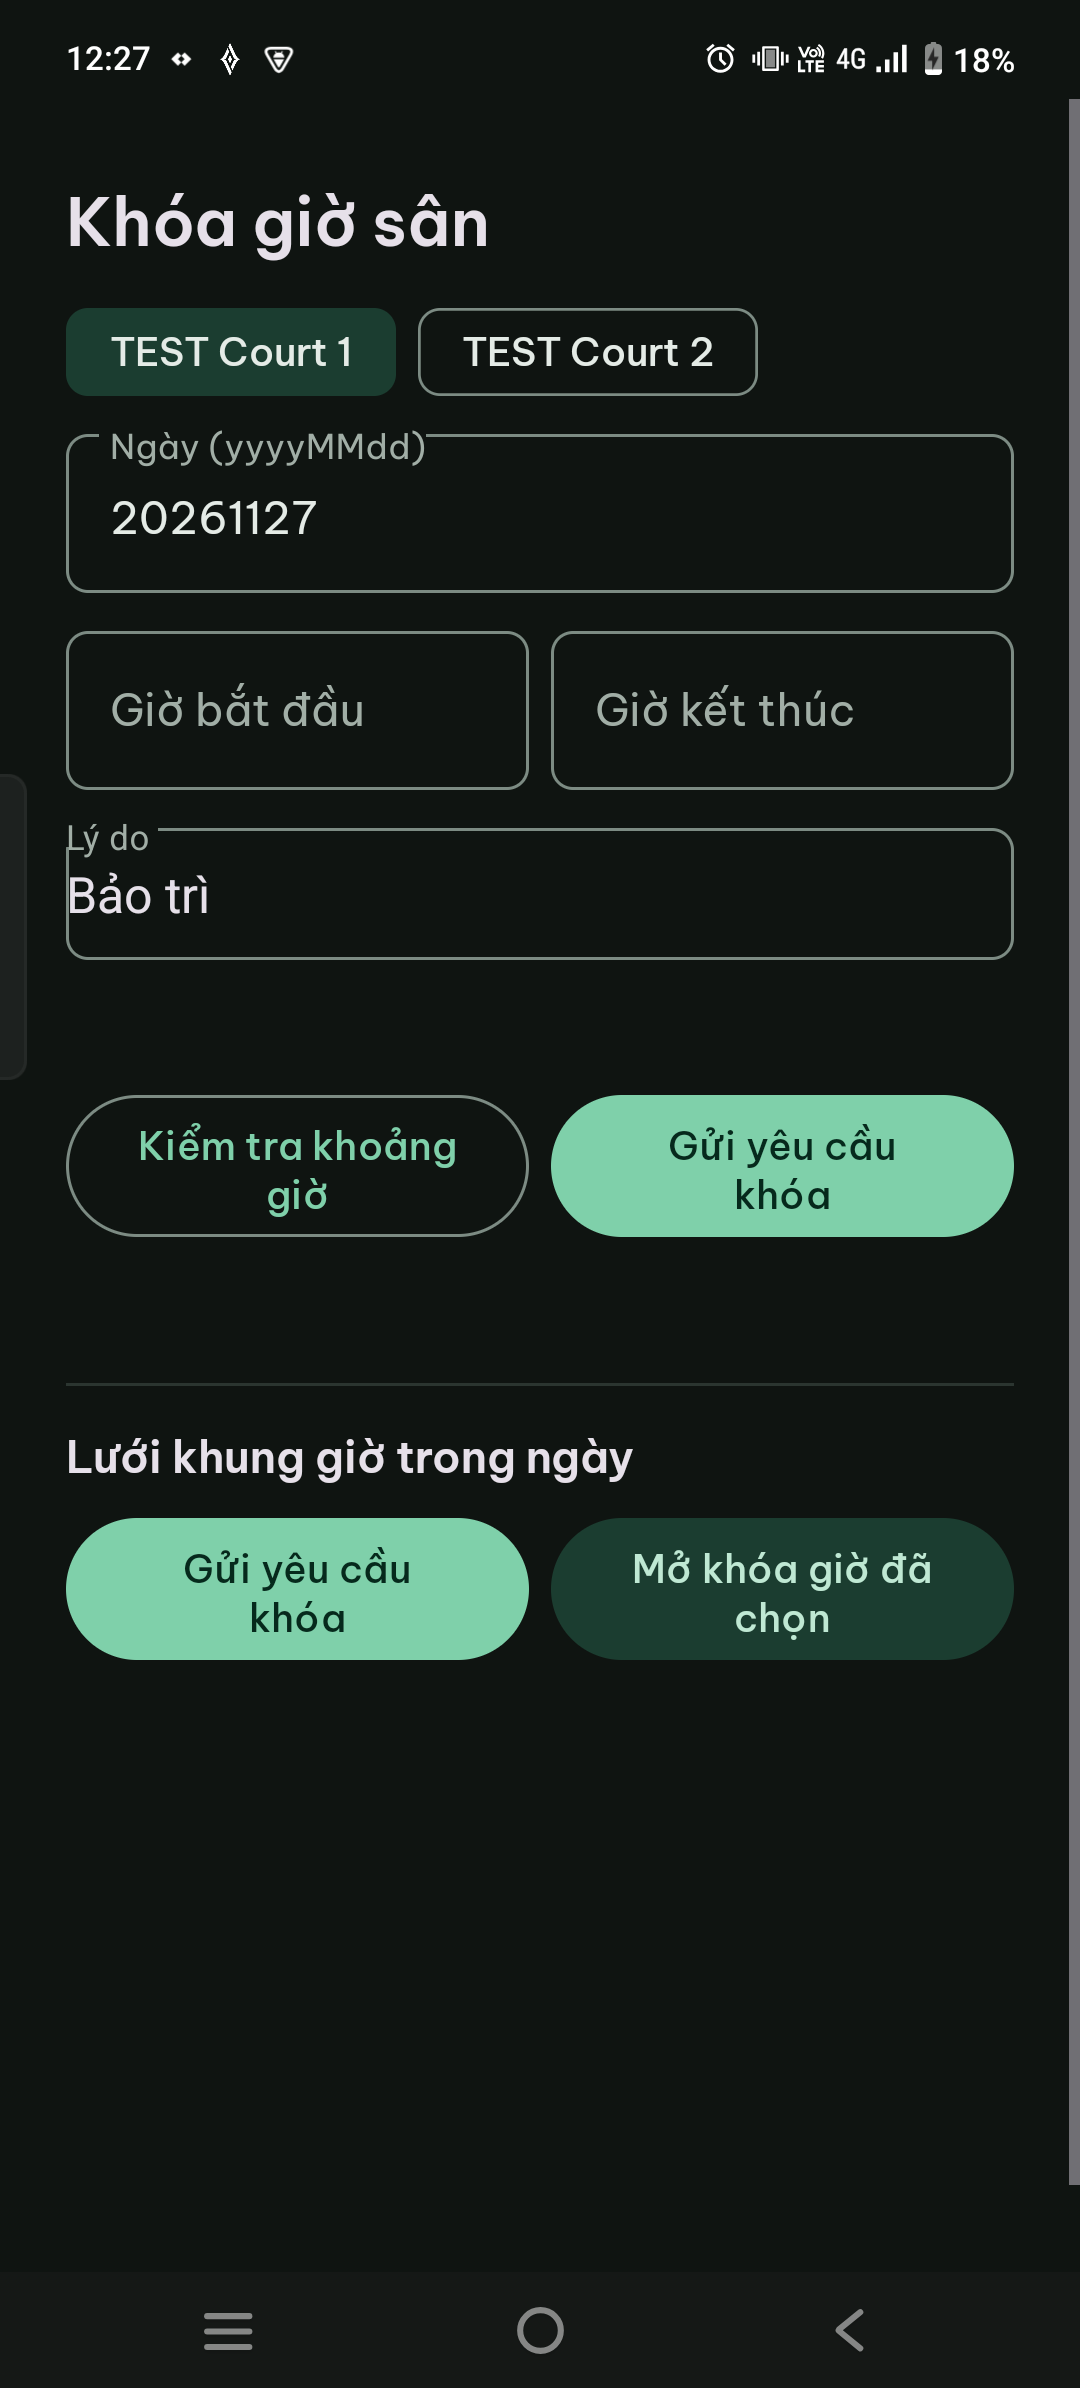 12:27 4G 18%
Khóa giờ sân
TEST Court 1 TEST Court 2
Ngày (yyyyMMdd)
20261127
Giờ bắt đầu Giờ kết thúc
Lý do
Bảo trì
Kiểm tra khoảng
giờ
Gửi yêu cầu
khóa
Lưới khung giờ trong ngày
Gửi yêu cầu
khóa
Mở khóa giờ đã
chọn